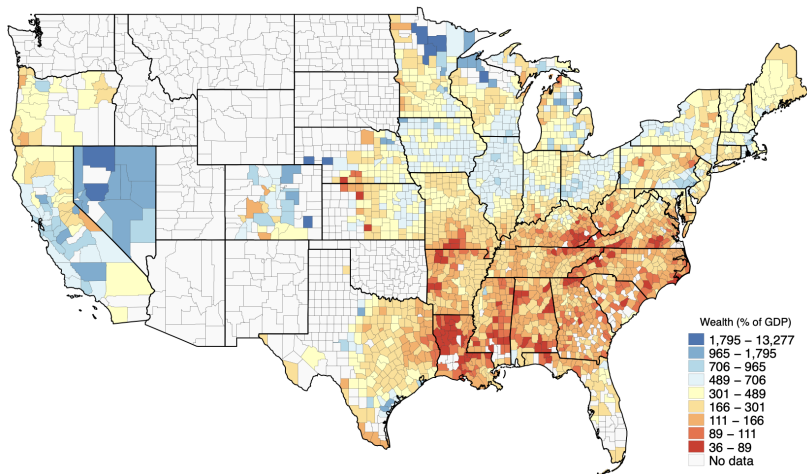 Wealth (% of GDP)
1,795 – 13,277
965 – 1,795
706 – 965
489 – 706
301 – 489
166 – 301
111 – 166
89 – 111
36 – 89
No data